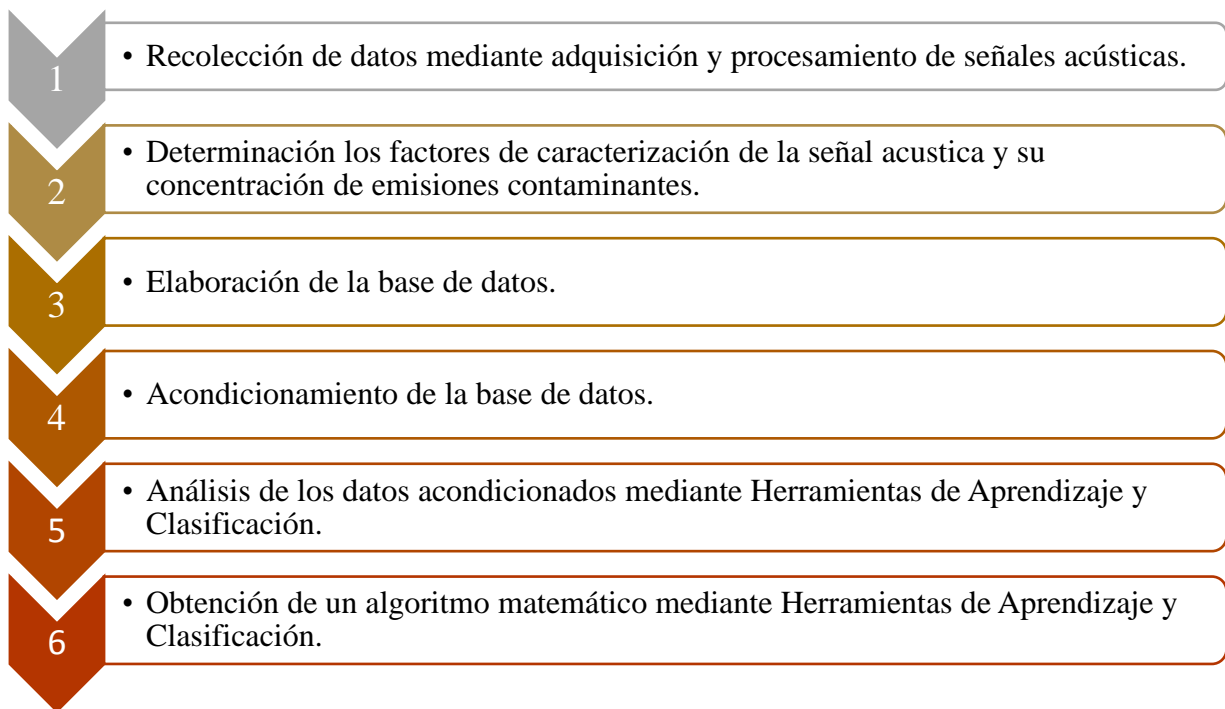 1
• Recolección de datos mediante adquisición y procesamiento de señales acústicas.
2
• Determinación los factores de caracterización de la señal acustica y su
concentración de emisiones contaminantes.
3
• Elaboración de la base de datos.
4
• Acondicionamiento de la base de datos.
5
• Análisis de los datos acondicionados mediante Herramientas de Aprendizaje y
Clasificación.
6
• Obtención de un algoritmo matemático mediante Herramientas de Aprendizaje y
Clasificación.